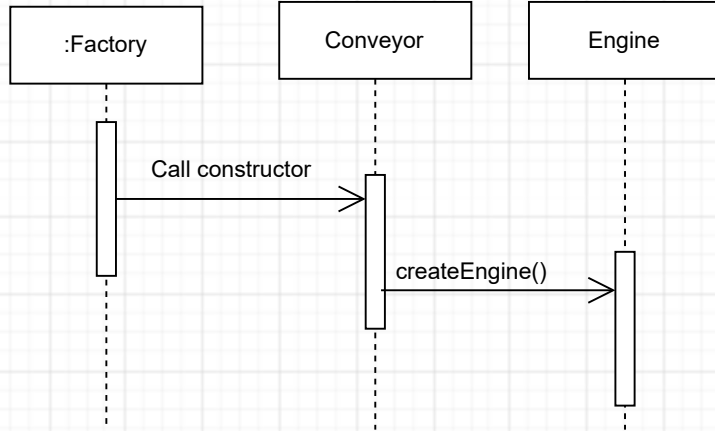 :Factory
Conveyor
Engine
Call constructor
createEngine()